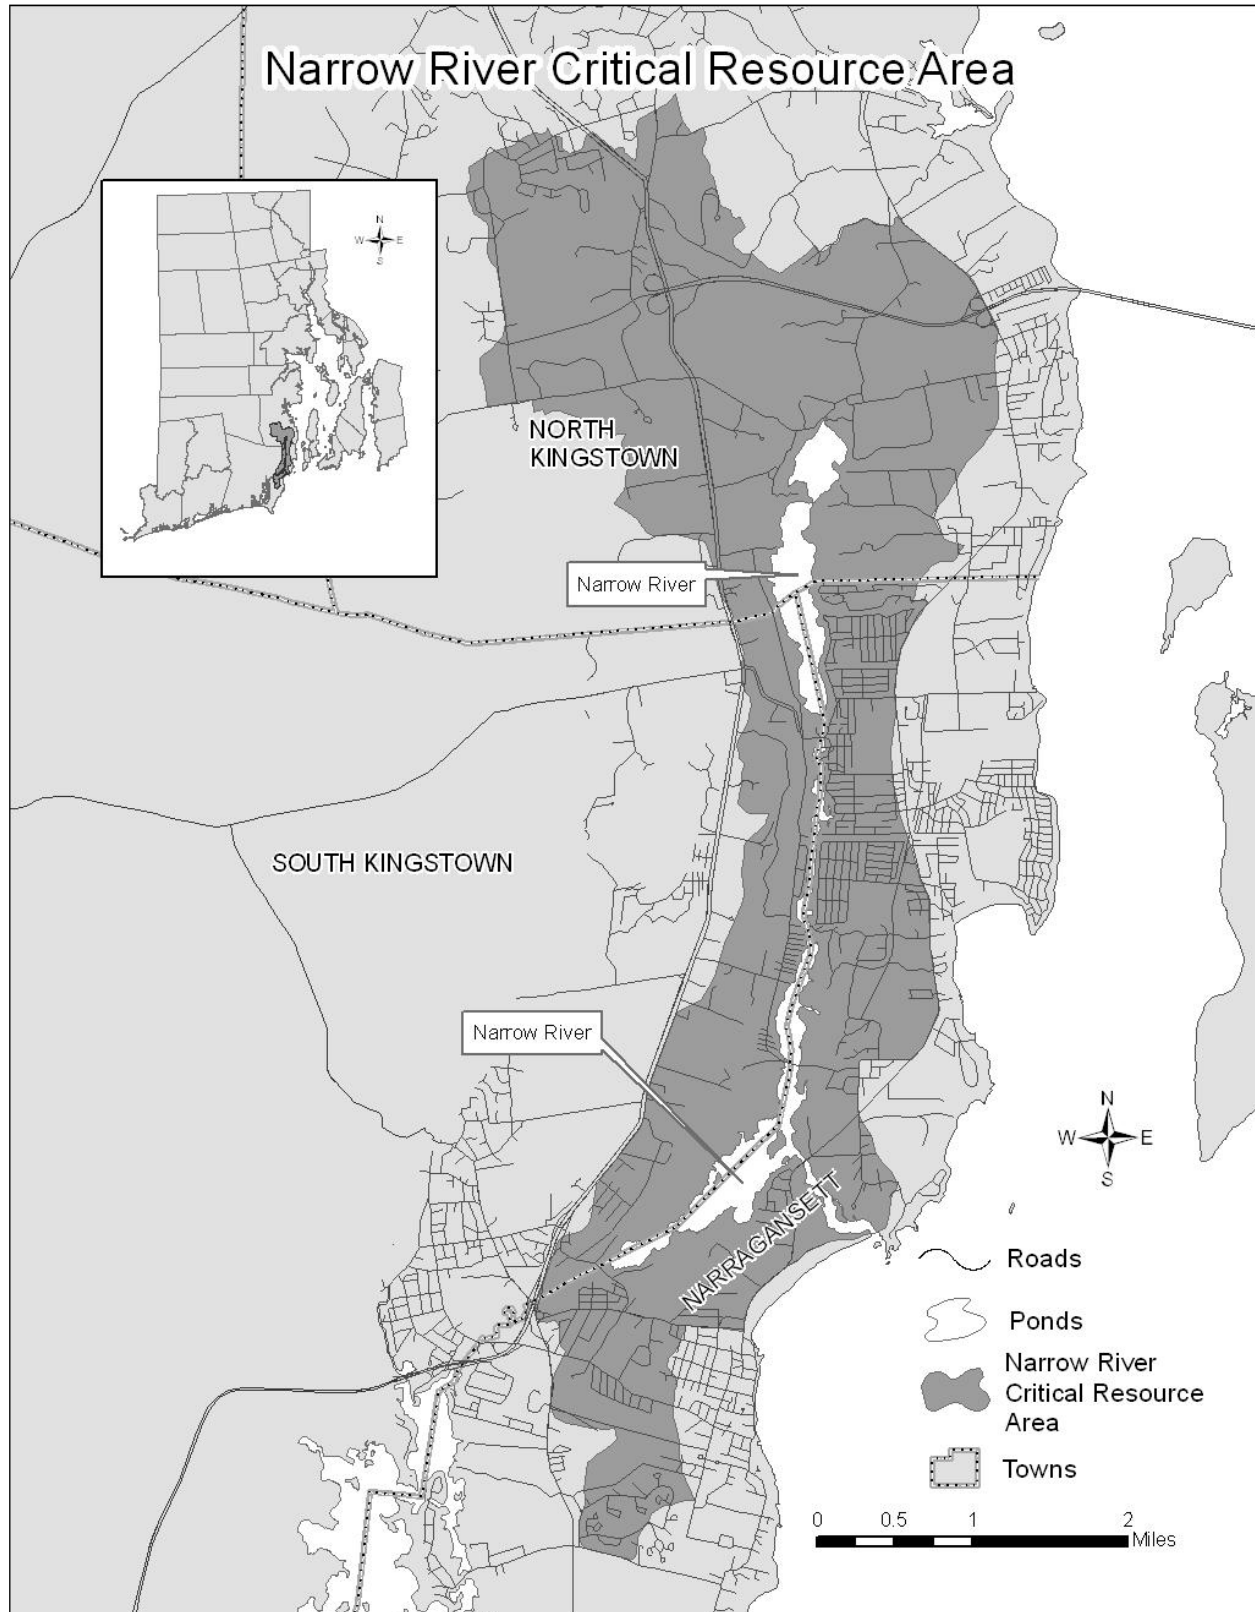 Narrow River Critical Resource Area
N
W E
S
NORTH
KINGSTOWN
Narrow River
SOUTH KINGSTOWN
Narrow River
N
W E
S
NARRAGANSETT
Roads
Ponds
Narrow River
Critical Resource
Area
Towns
0 0.5 1 2
Miles